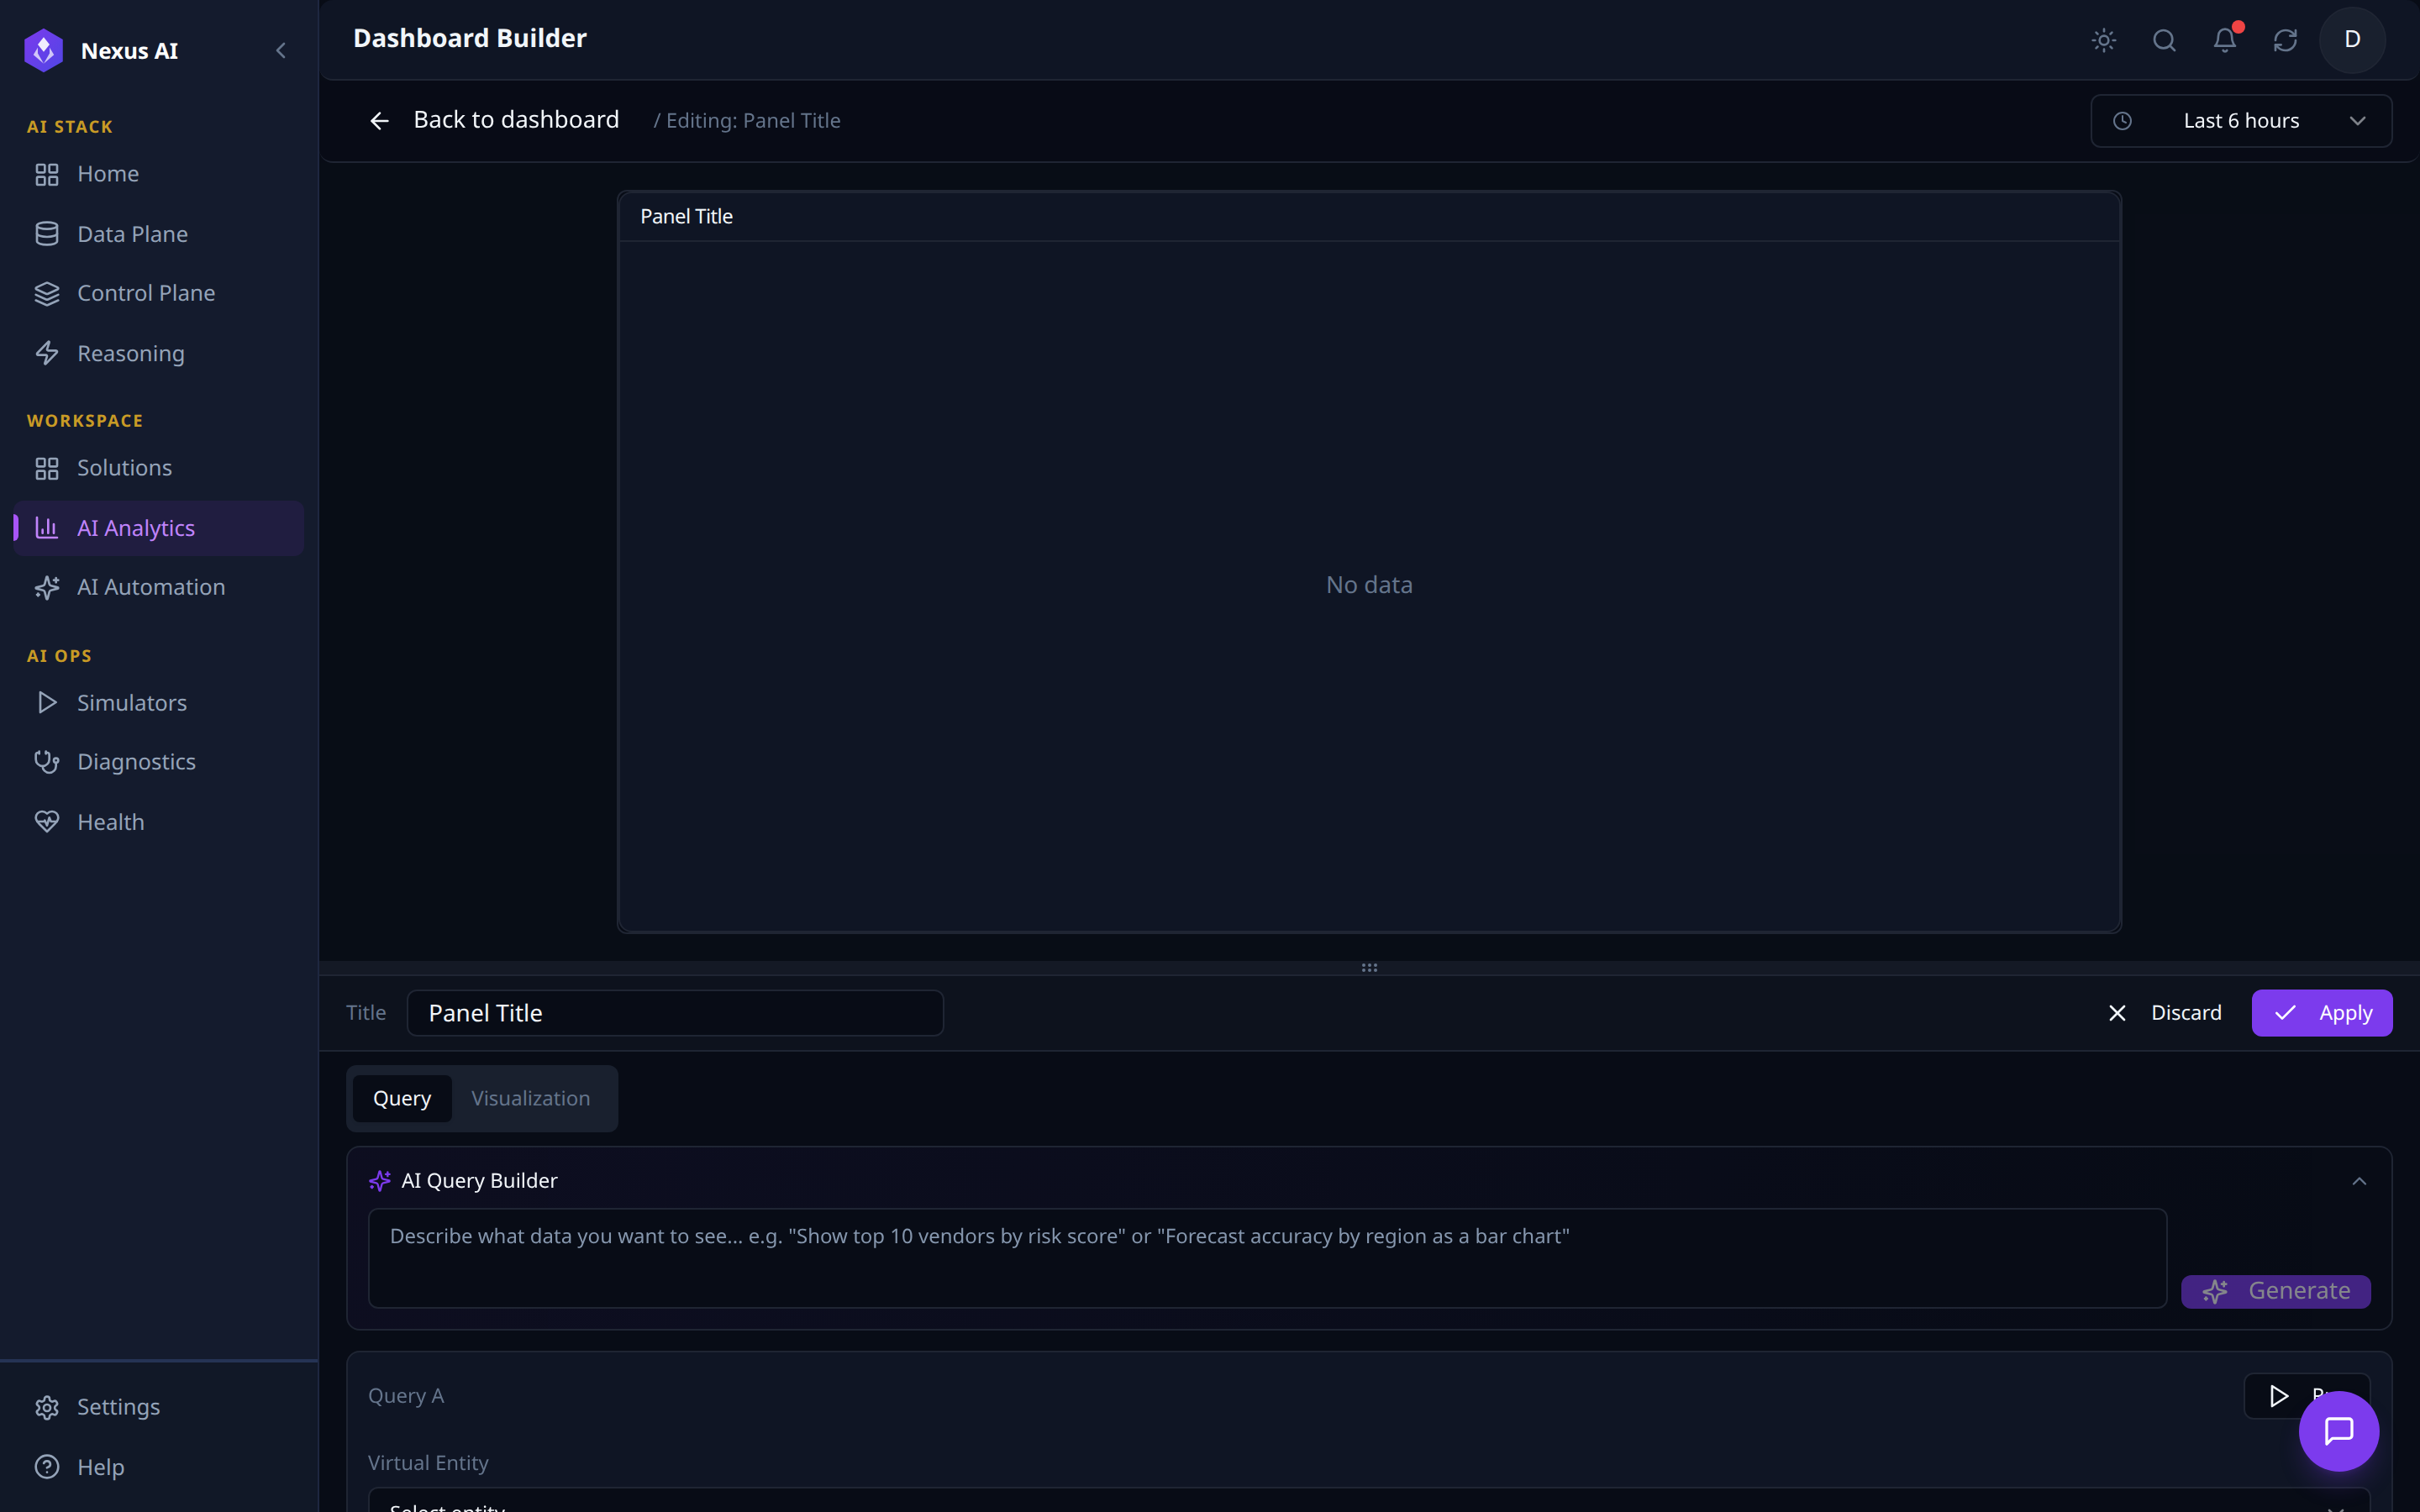 Nexus AI
AI STACK
Home
Data Plane
Control Plane
Reasoning
WORKSPACE
Solutions
AI Analytics
AI Automation
AI OPS
Simulators
Diagnostics
Health
Settings
Help
Dashboard Builder
D
Back to dashboard
/ Editing: Panel Title
Last 6 hours
Panel Title
No data
Title
Panel Title
Discard
Apply
Query
Visualization
AI Query Builder
Describe what data you want to see... e.g. "Show top 10 vendors by risk score" or "Forecast accuracy by region as a bar chart"
Generate
Query A
Virtual Entity
Select entity